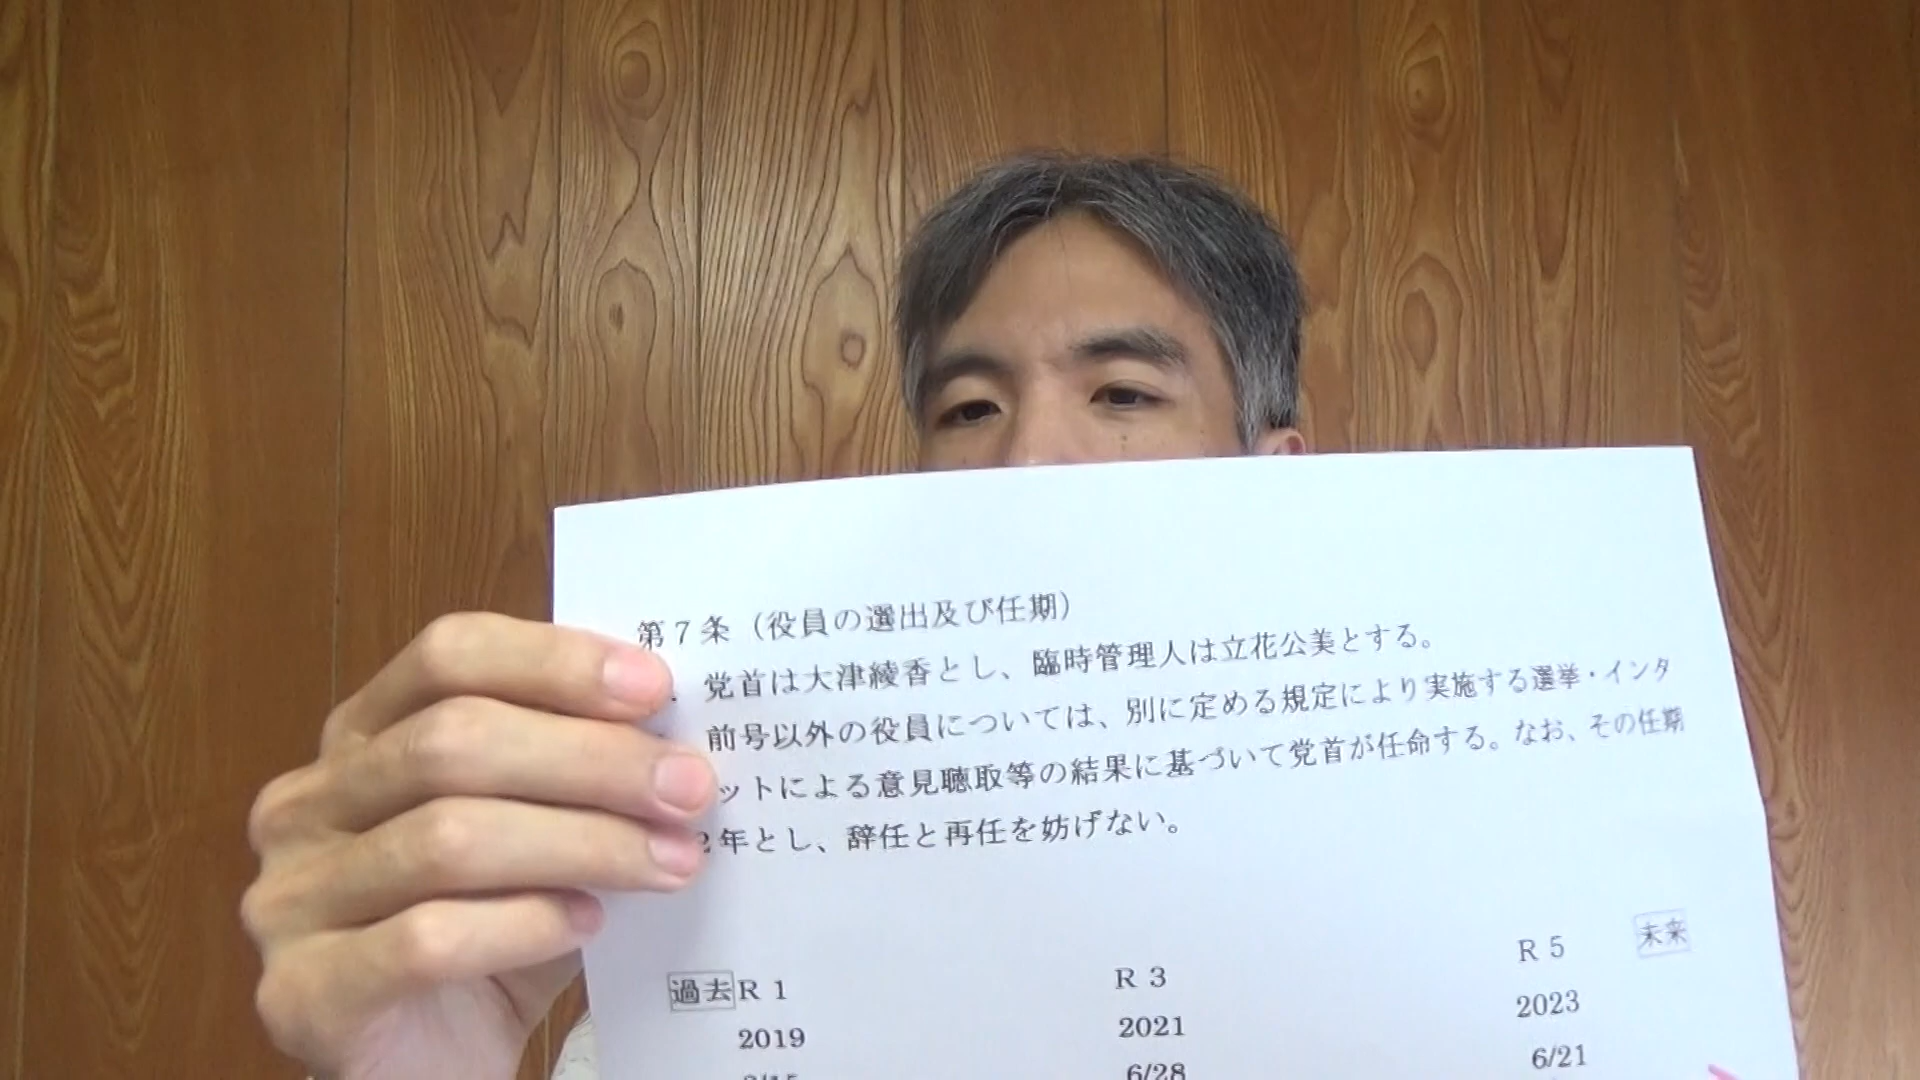 第7条（役員の選出及び任期）
党首は大津綾香とし、臨時管理人は立花公美とする。
前号以外の役員については、別に定める規定により実施する選挙・インタ
ットによる意見聴取等の結果に基づいて党首が任命する。なお、その任期
2年とし、辞任と再任を妨げない。
過去 R1 R3 R5 未来
2019 2021 2023
6/28 6/21